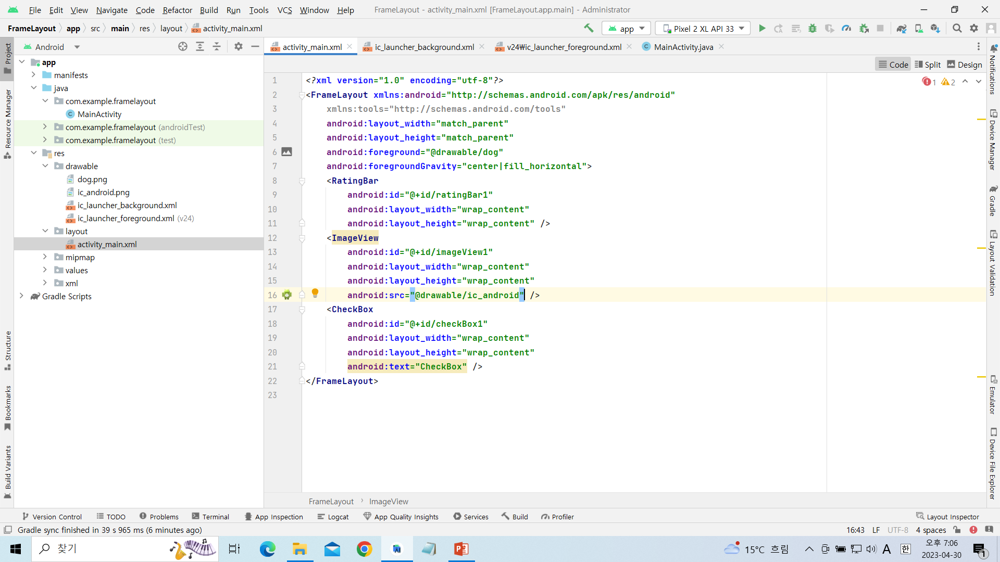 File Edit View Navigate Code Refactor Build Run Tools VCS Window Help FrameLayout - activity_main.xml [FrameLayout.app.main] - Administrator
FrameLayout app src main res layout activity_main.xml app Pixel 2 XL API 33
Project
Resource Manager
Structure
Bookmarks
Build Variants
Android
app
manifests
java
com.example.framelayout
MainActivity
com.example.framelayout (androidTest)
com.example.framelayout (test)
res
drawable
dog.png
ic_android.png
ic_launcher_background.xml
ic_launcher_foreground.xml (v24)
layout
activity_main.xml
mipmap
values
xml
Gradle Scripts
activity_main.xml ic_launcher_background.xml v24₩ic_launcher_foreground.xml MainActivity.java
Code Split Design
1 2
1 <?xml version="1.0" encoding="utf-8"?>
2 <FrameLayout xmlns:android="http://schemas.android.com/apk/res/android"
3 xmlns:tools="http://schemas.android.com/tools"
4 android:layout_width="match_parent"
5 android:layout_height="match_parent"
6 android:foreground="@drawable/dog"
7 android:foregroundGravity="center|fill_horizontal">
8 <RatingBar
9 android:id="@+id/ratingBar1"
10 android:layout_width="wrap_content"
11 android:layout_height="wrap_content" />
12 <ImageView
13 android:id="@+id/imageView1"
14 android:layout_width="wrap_content"
15 android:layout_height="wrap_content"
16 android:src="@drawable/ic_android" />
17 <CheckBox
18 android:id="@+id/checkBox1"
19 android:layout_width="wrap_content"
20 android:layout_height="wrap_content"
21 android:text="CheckBox" />
22 </FrameLayout>
23
FrameLayout ImageView
Notifications
Device Manager
Gradle
Layout Validation
Emulator
Device File Explorer
Version Control TODO Problems Terminal App Inspection Logcat App Quality Insights Services Build Profiler Layout Inspector
Gradle sync finished in 39 s 965 ms (6 minutes ago) 16:43 LF UTF-8 4 spaces
찾기 15°C 흐림 A 한 오후 7:06
2023-04-30 1